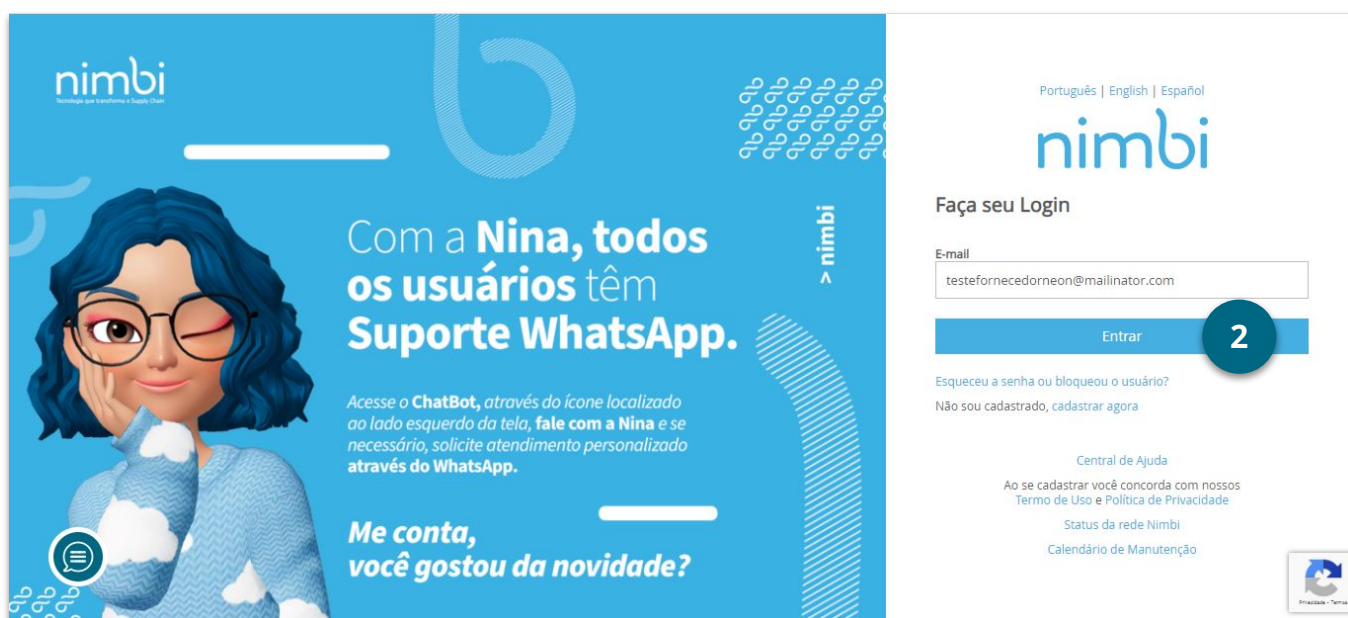 nimbi
Tecnologia que transforma o Supply Chain
Com a Nina, todos
os usuários têm
Suporte WhatsApp.
Acesse o ChatBot, através do ícone localizado
ao lado esquerdo da tela, fale com a Nina e se
necessário, solicite atendimento personalizado
através do WhatsApp.
Me conta,
você gostou da novidade?
> nimbi
Português | English | Español
nimbi
Faça seu Login
E-mail
testefornecedorneon@mailinator.com
Entrar
2
Esqueceu a senha ou bloqueou o usuário?
Não sou cadastrado, cadastrar agora
Central de Ajuda
Ao se cadastrar você concorda com nossos
Termo de Uso e Política de Privacidade
Status da rede Nimbi
Calendário de Manutenção
Privacidade - Termos